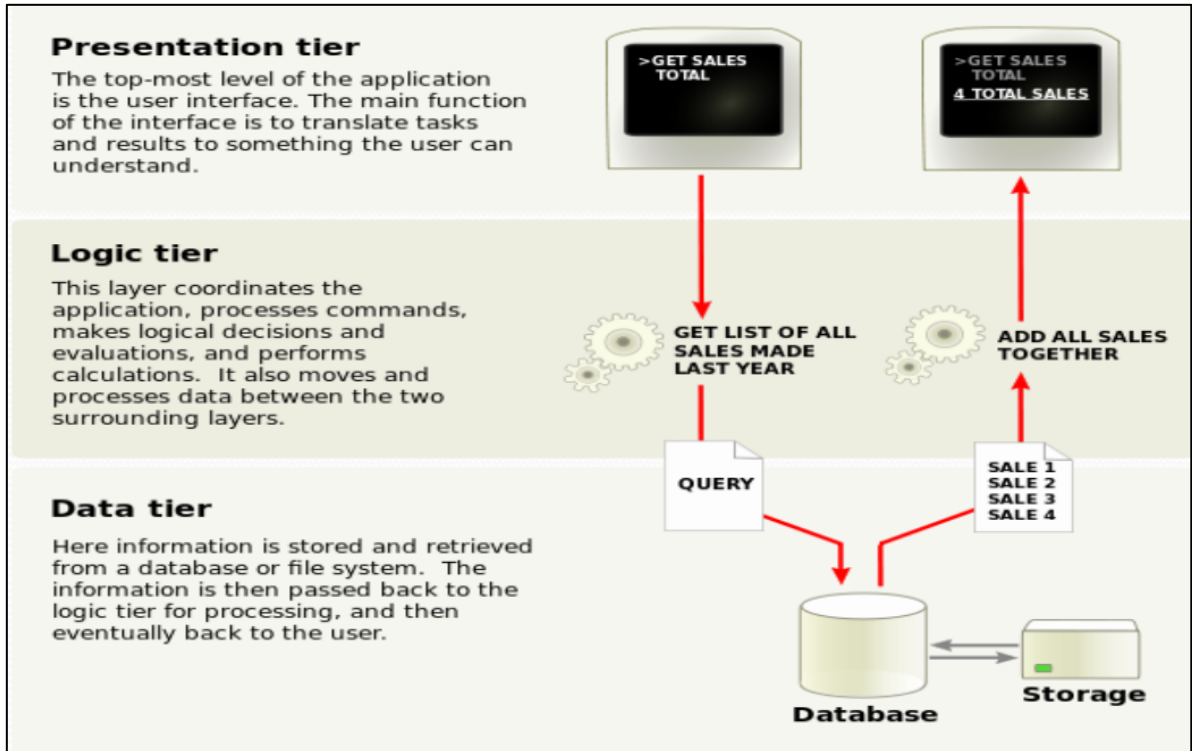 Presentation tier
The top-most level of the application
is the user interface. The main function
of the interface is to translate tasks
and results to something the user can
understand.
>GET SALES
TOTAL
>GET SALES
TOTAL
4 TOTAL SALES
Logic tier
This layer coordinates the
application, processes commands,
makes logical decisions and
evaluations, and performs
calculations.  It also moves and
processes data between the two
surrounding layers.
GET LIST OF ALL
SALES MADE
LAST YEAR
ADD ALL SALES
TOGETHER
Data tier
Here information is stored and retrieved
from a database or file system.  The
information is then passed back to the
logic tier for processing, and then
eventually back to the user.
QUERY
SALE 1
SALE 2
SALE 3
SALE 4
Database
Storage